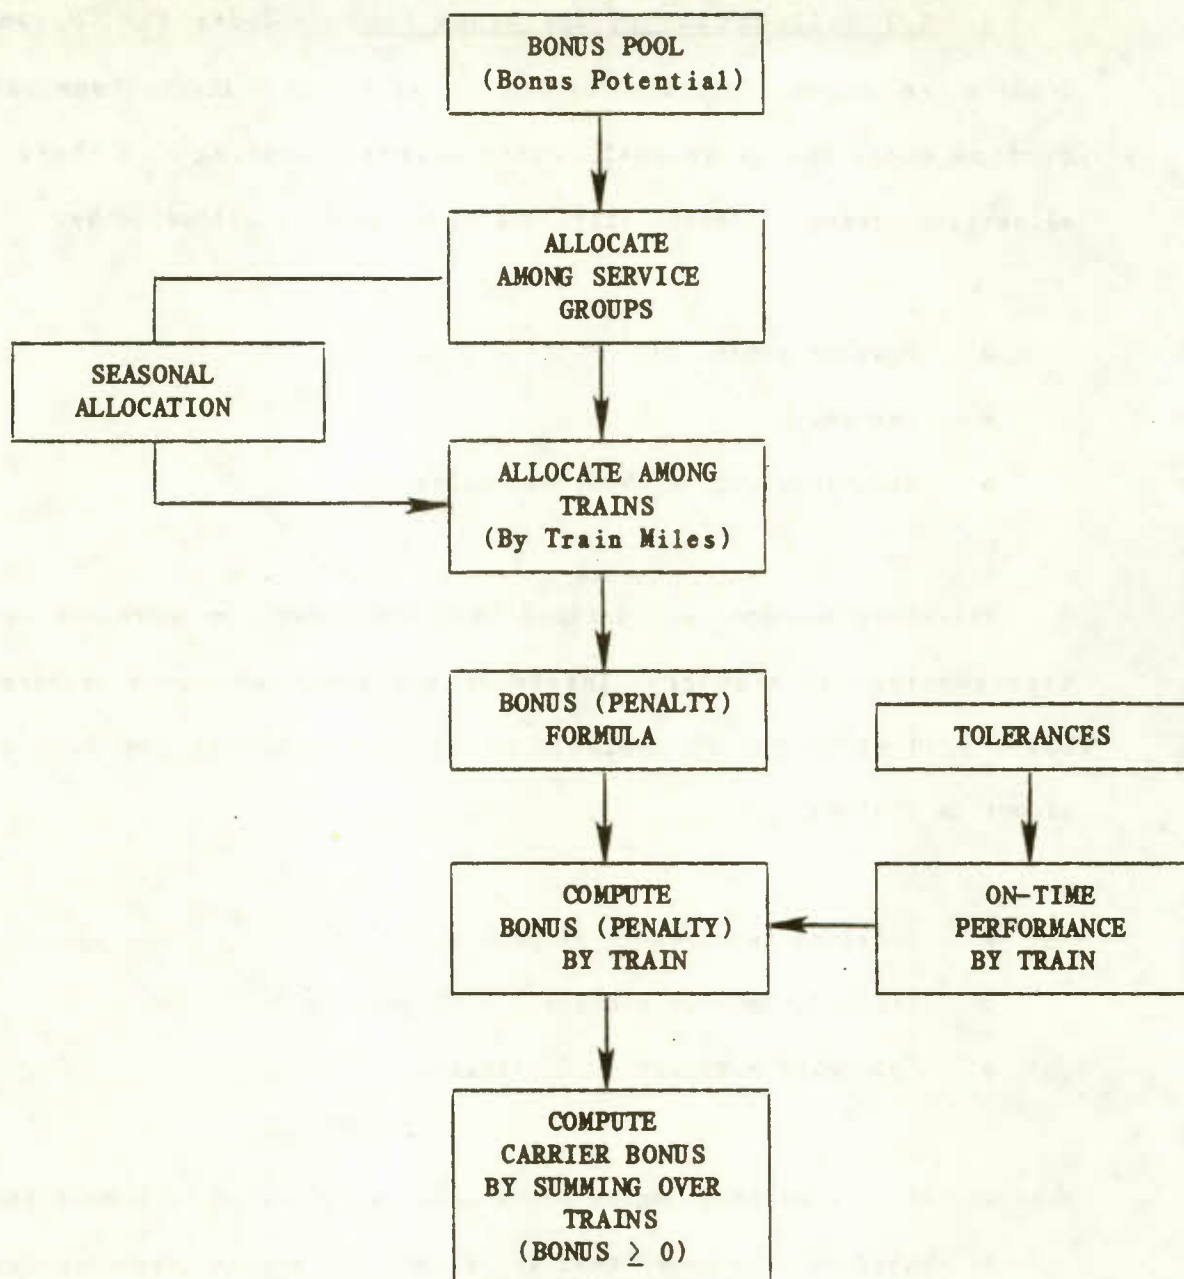 BONUS POOL
(Bonus Potential)
ALLOCATE
AMONG SERVICE
GROUPS
SEASONAL
ALLOCATION
ALLOCATE AMONG
TRAINS
(By Train Miles)
BONUS (PENALTY)
FORMULA
TOLERANCES
COMPUTE
BONUS (PENALTY)
BY TRAIN
ON-TIME
PERFORMANCE
BY TRAIN
COMPUTE
CARRIER BONUS
BY SUMMING OVER
TRAINS
(BONUS ≥ 0)